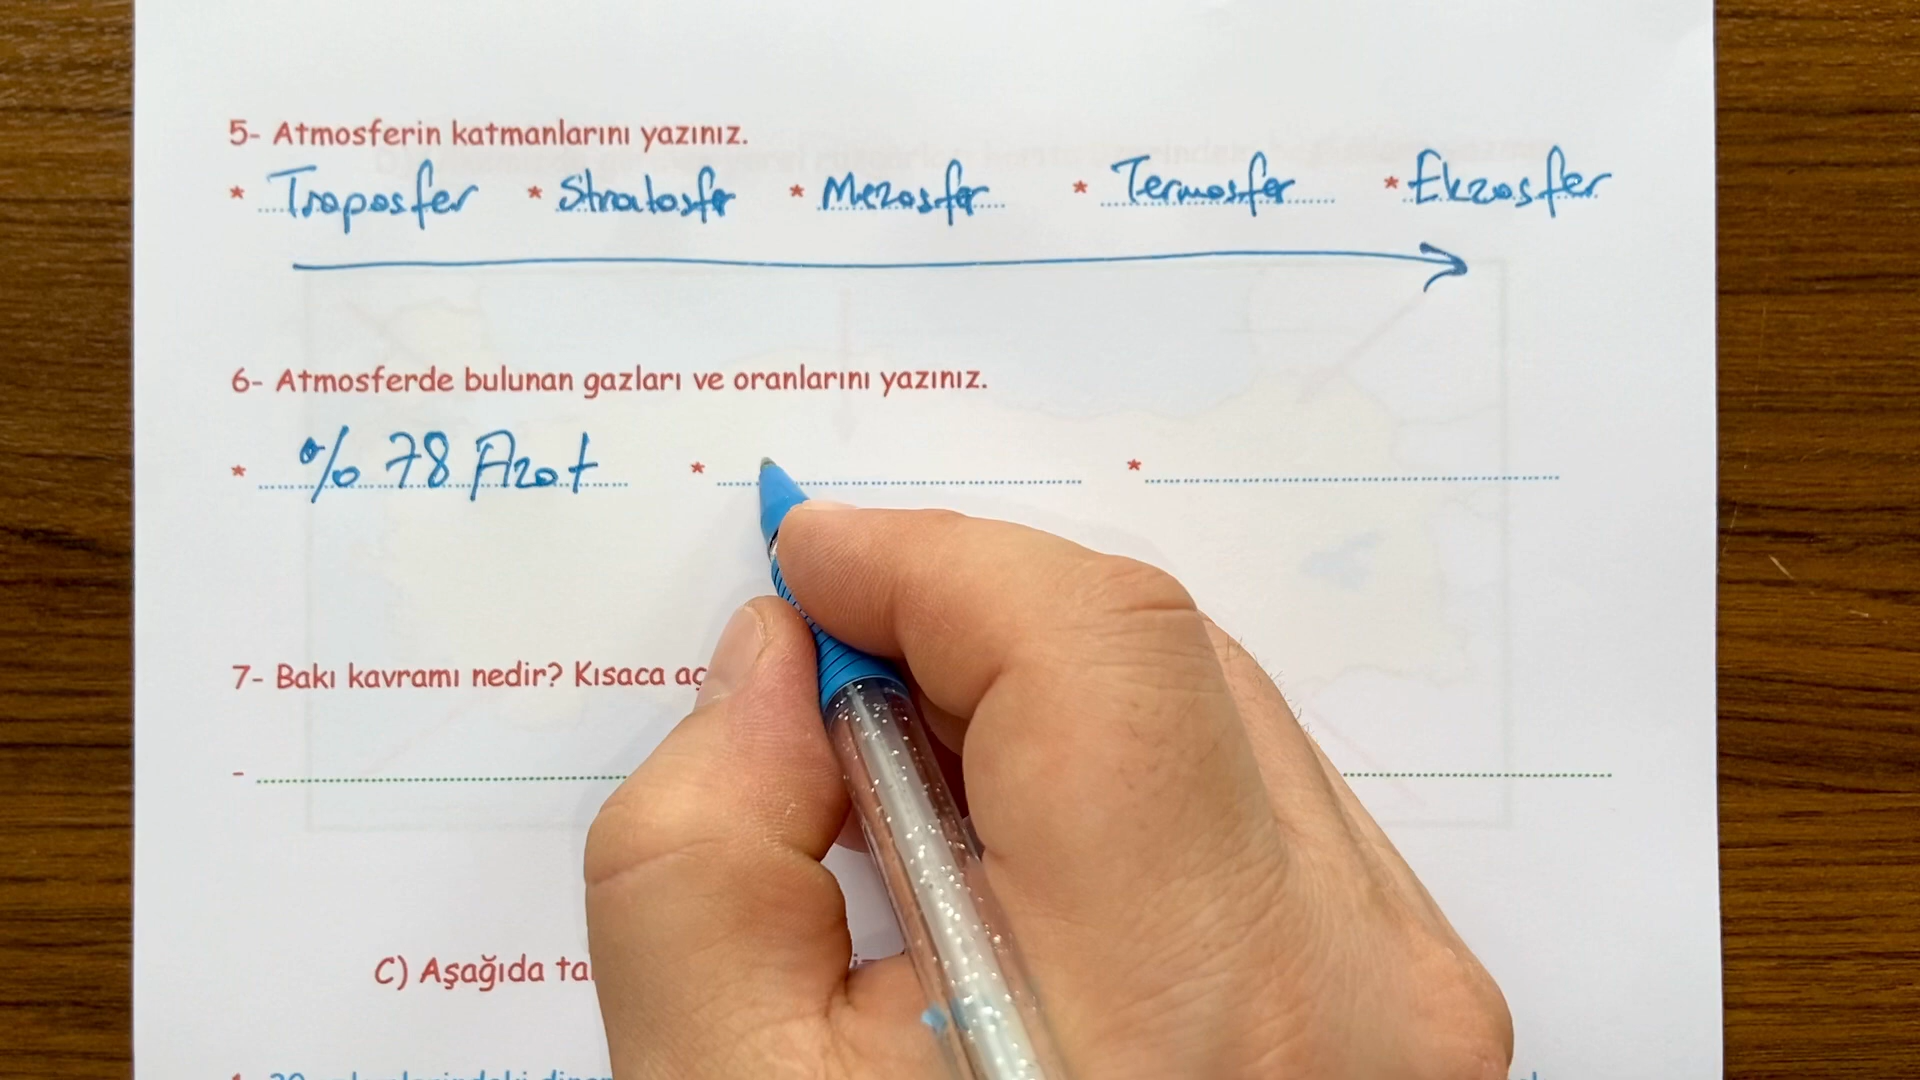 5- Atmosferin katmanlarını yazınız.
* Troposfer * Stratosfer * Mezosfer * Termosfer * Ekzosfer
6- Atmosferde bulunan gazları ve oranlarını yazınız.
* % 78 Azot * *
7- Bakı kavramı nedir? Kısaca aç
-
C) Aşağıda ta